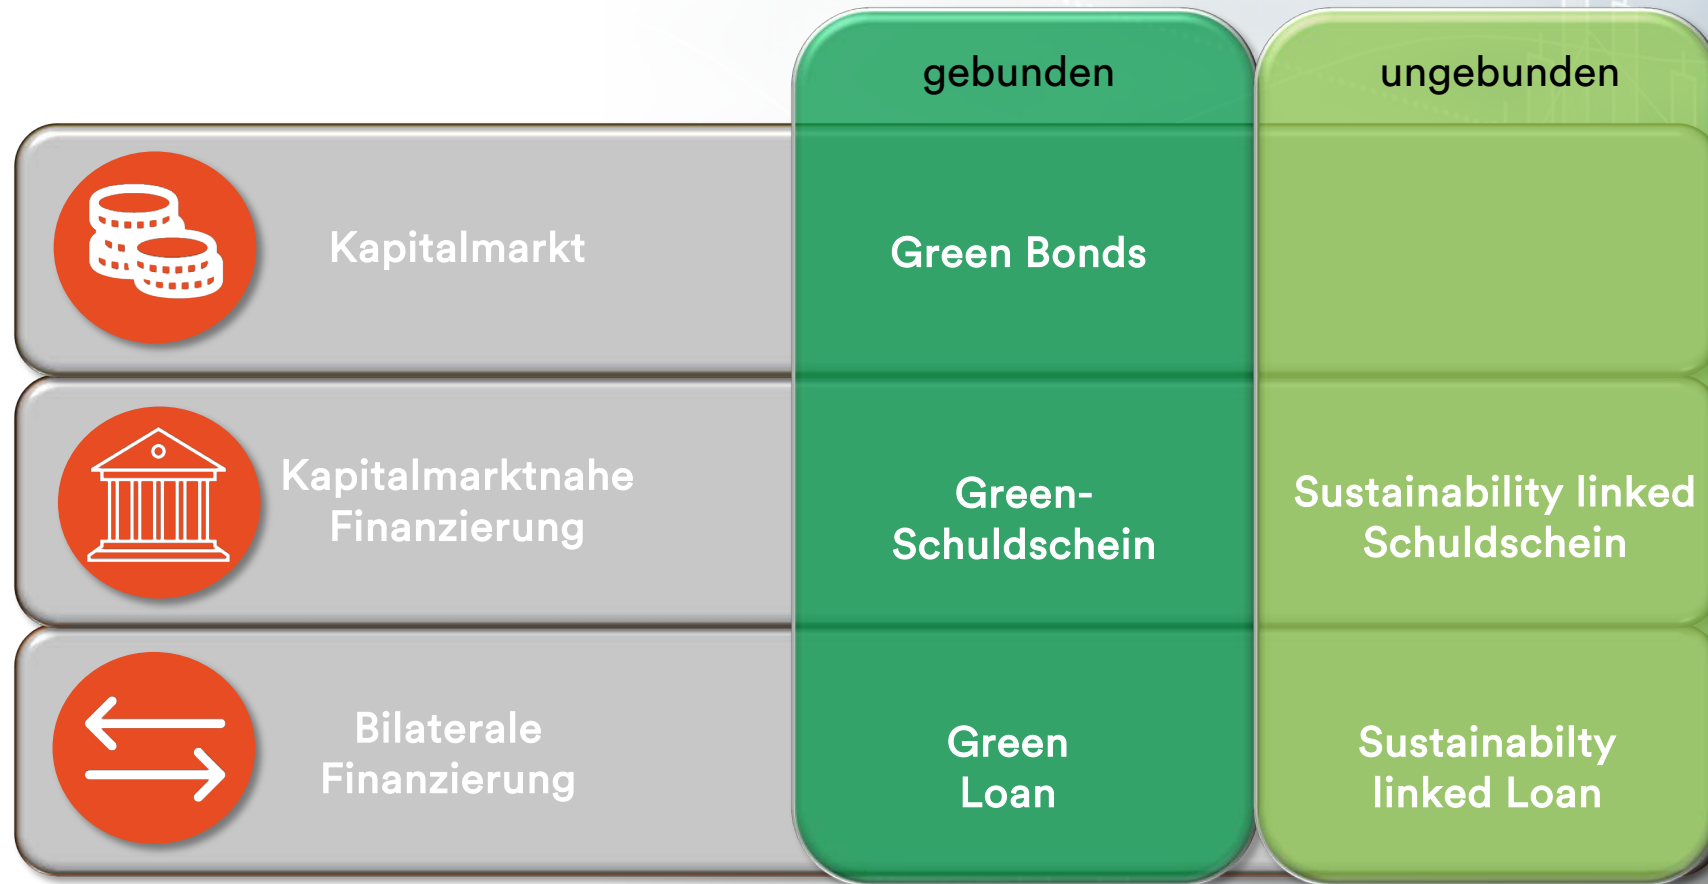 gebunden
ungebunden
Kapitalmarkt
Green Bonds
Kapitalmarktnahe
Finanzierung
Green-
Schuldschein
Sustainability linked
Schuldschein
Bilaterale
Finanzierung
Green
Loan
Sustainabilty
linked Loan